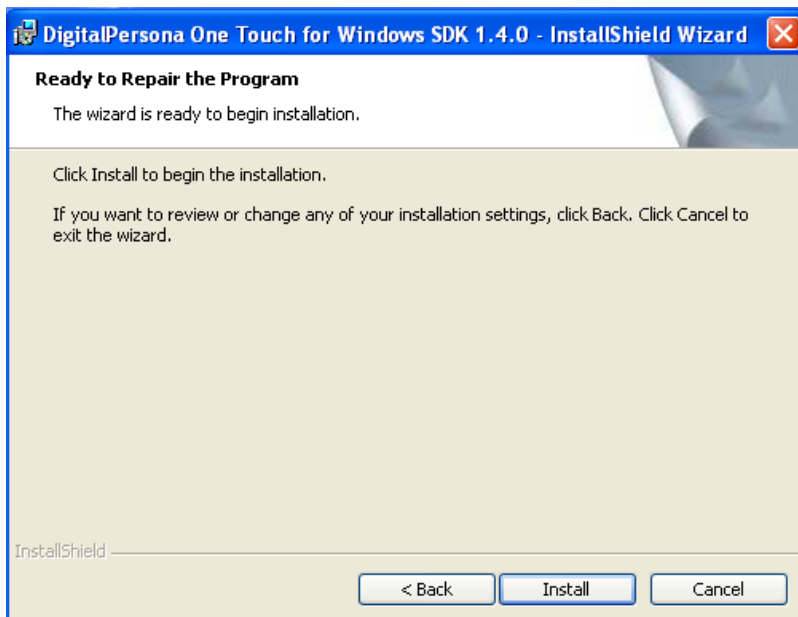 DigitalPersona One Touch for Windows SDK 1.4.0 - InstallShield Wizard
Ready to Repair the Program
The wizard is ready to begin installation.
Click Install to begin the installation.
If you want to review or change any of your installation settings, click Back. Click Cancel to
exit the wizard.
InstallShield
< Back Install Cancel